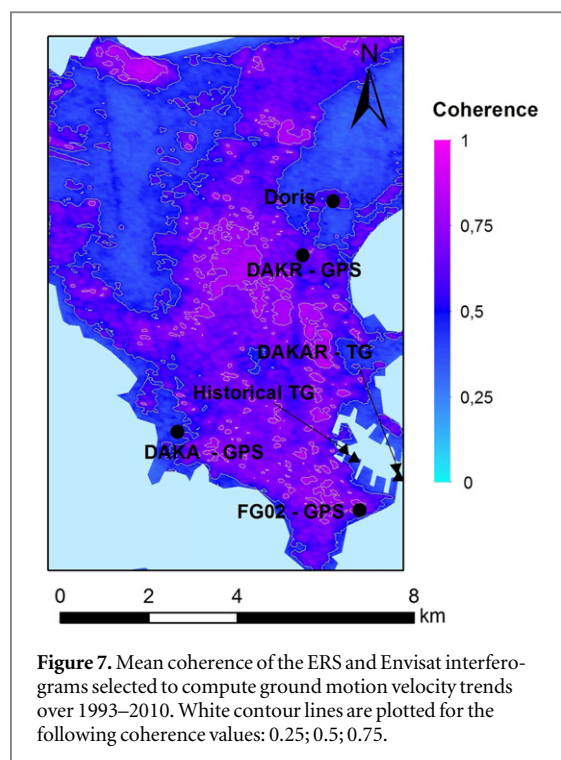 N
Coherence
1
0.75
0.5
0.25
0
Doris
DAKR - GPS
DAKAR - TG
Historical TG
DAKA - GPS
FG02 - GPS
0 2 4 8
km
Figure 7. Mean coherence of the ERS and Envisat interfero-
grams selected to compute ground motion velocity trends
over 1993–2010. White contour lines are plotted for the
following coherence values: 0.25; 0.5; 0.75.